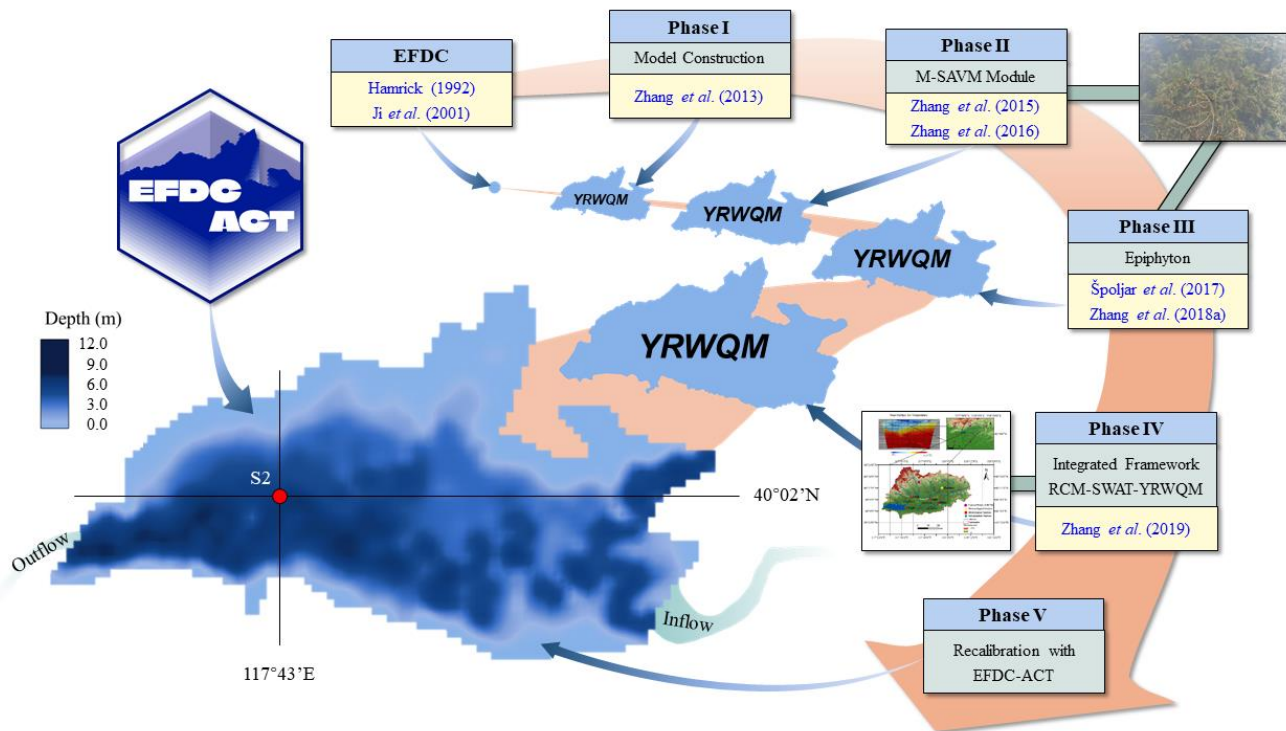 EFDC
Hamrick (1992)
Ji et al. (2001)
Phase I
Model Construction
Zhang et al. (2013)
Phase II
M-SAVM Module
Zhang et al. (2015)
Zhang et al. (2016)
Phase III
Epiphyton
Špoljar et al. (2017)
Zhang et al. (2018a)
Phase IV
Integrated Framework
RCM-SWAT-YRWQM
Zhang et al. (2019)
Phase V
Recalibration with
EFDC-ACT
EFDC
ACT
YRWQM
YRWQM
YRWQM
YRWQM
Depth (m)
12.0
9.0
6.0
3.0
0.0
S2
40°02’N
117°43’E
Outflow
Inflow